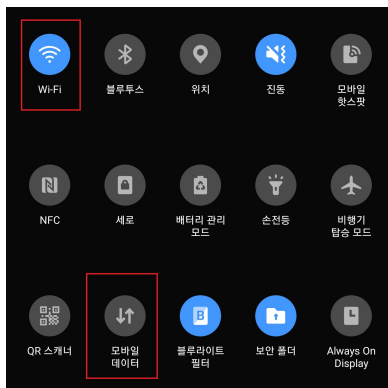 Wi-Fi
블루투스
위치
진동
모바일
핫스팟
NFC
세로
배터리 관리
모드
손전등
비행기
탑승 모드
QR 스캐너
모바일
데이터
B
블루라이트
필터
보안 폴더
Always On
Display